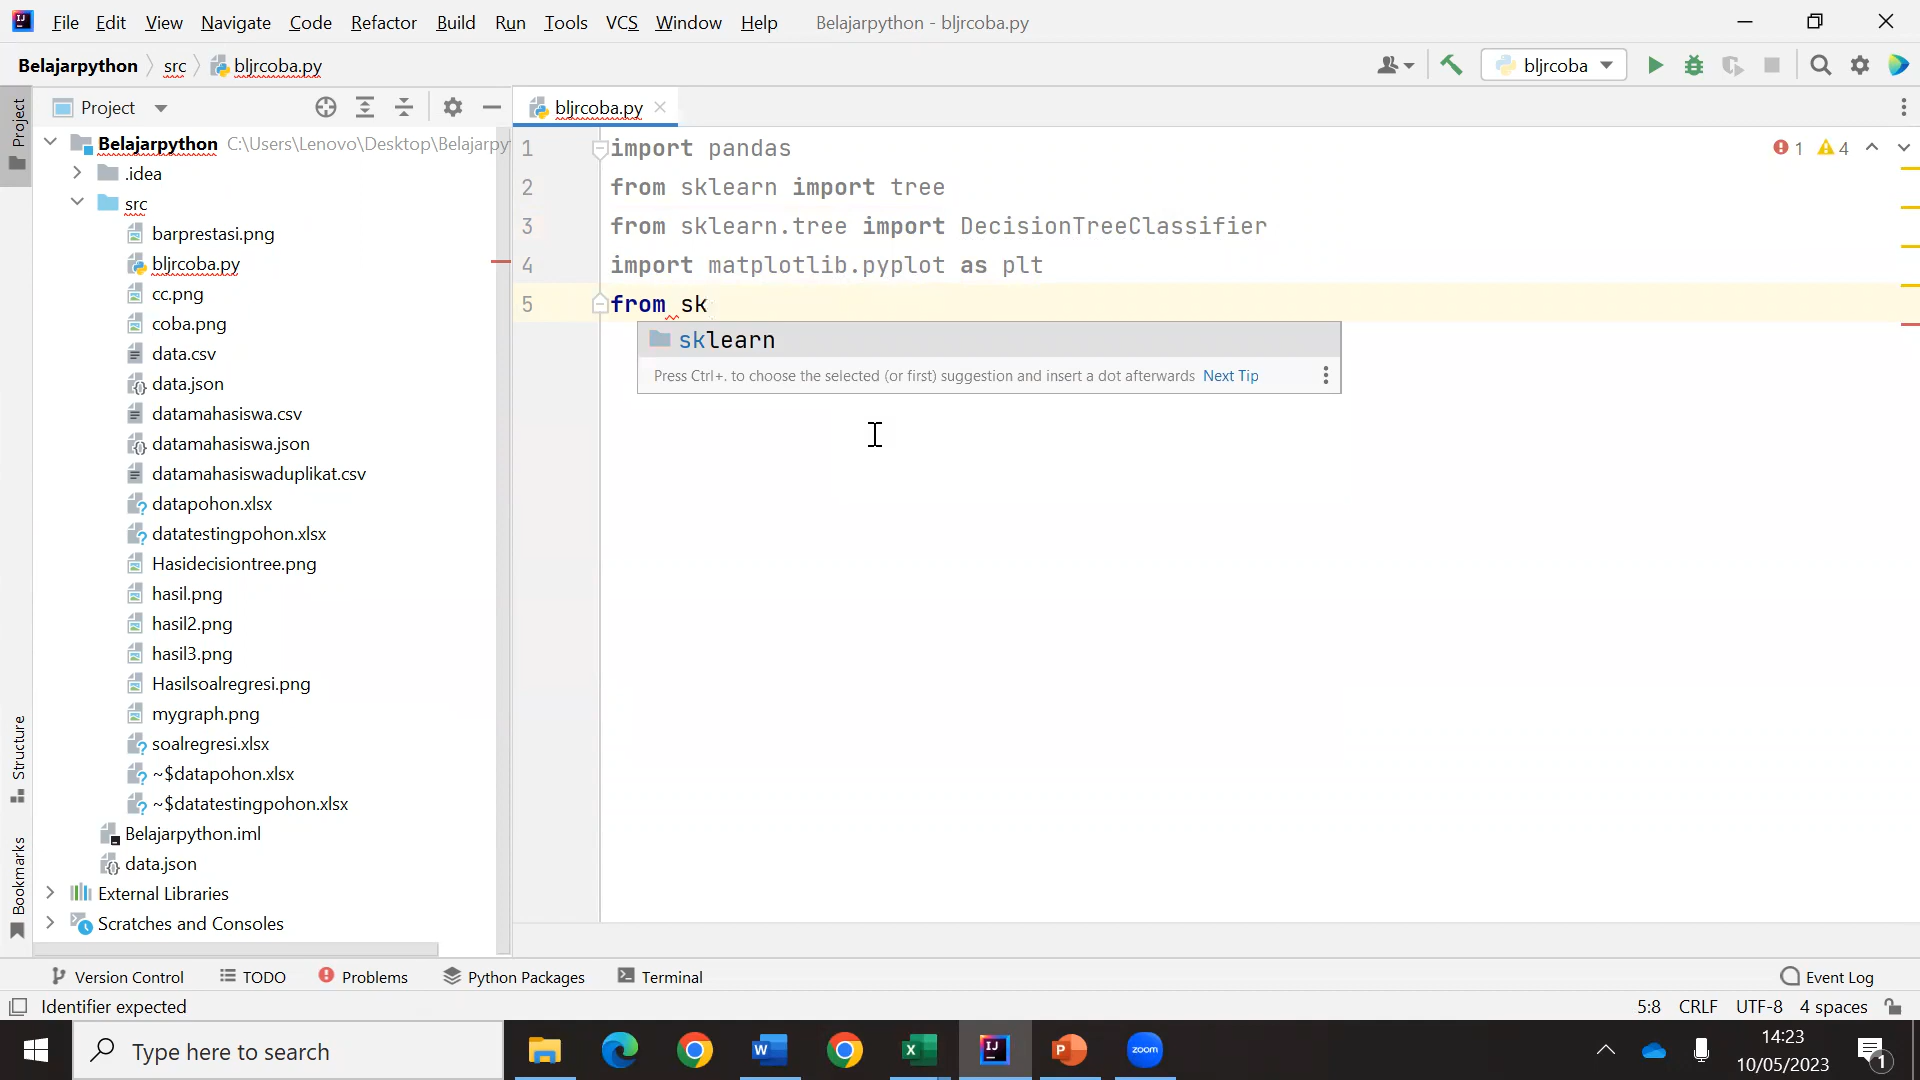 File Edit View Navigate Code Refactor Build Run Tools VCS Window Help Belajarpython - bljrcoba.py
Belajarpython src bljrcoba.py bljrcoba
Project bljrcoba.py
Project
Belajarpython C:\Users\Lenovo\Desktop\Belajarpy
.idea
src
barprestasi.png
bljrcoba.py
cc.png
coba.png
data.csv
data.json
datamahasiswa.csv
datamahasiswa.json
datamahasiswaduplikat.csv
datapohon.xlsx
datatestingpohon.xlsx
Hasidecisiontree.png
hasil.png
hasil2.png
hasil3.png
Hasilsoalregresi.png
mygraph.png
soalregresi.xlsx
~$datapohon.xlsx
~$datatestingpohon.xlsx
Belajarpython.iml
data.json
External Libraries
Scratches and Consoles
Structure
Bookmarks
1 import pandas
2 from sklearn import tree
3 from sklearn.tree import DecisionTreeClassifier
4 import matplotlib.pyplot as plt
5 from sk
1 4
sklearn
Press Ctrl+. to choose the selected (or first) suggestion and insert a dot afterwards Next Tip
Version Control TODO Problems Python Packages Terminal Event Log
Identifier expected 5:8 CRLF UTF-8 4 spaces
Type here to search
zoom
14:23
10/05/2023
1